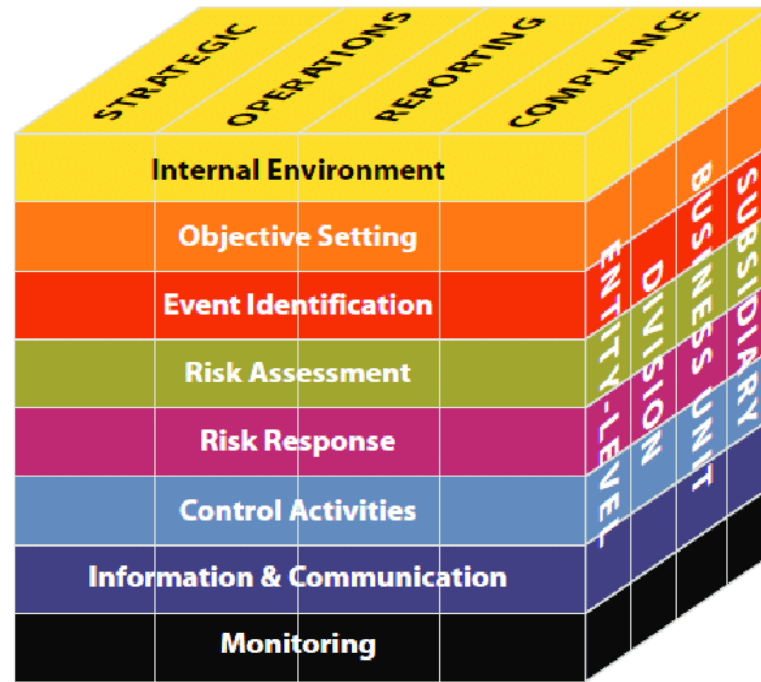 STRATEGIC
OPERATIONS
REPORTING
COMPLIANCE
Internal Environment
Objective Setting
Event Identification
Risk Assessment
Risk Response
Control Activities
Information & Communication
Monitoring
ENTITY-LEVEL
DIVISION
BUSINESS UNIT
SUBSIDIARY